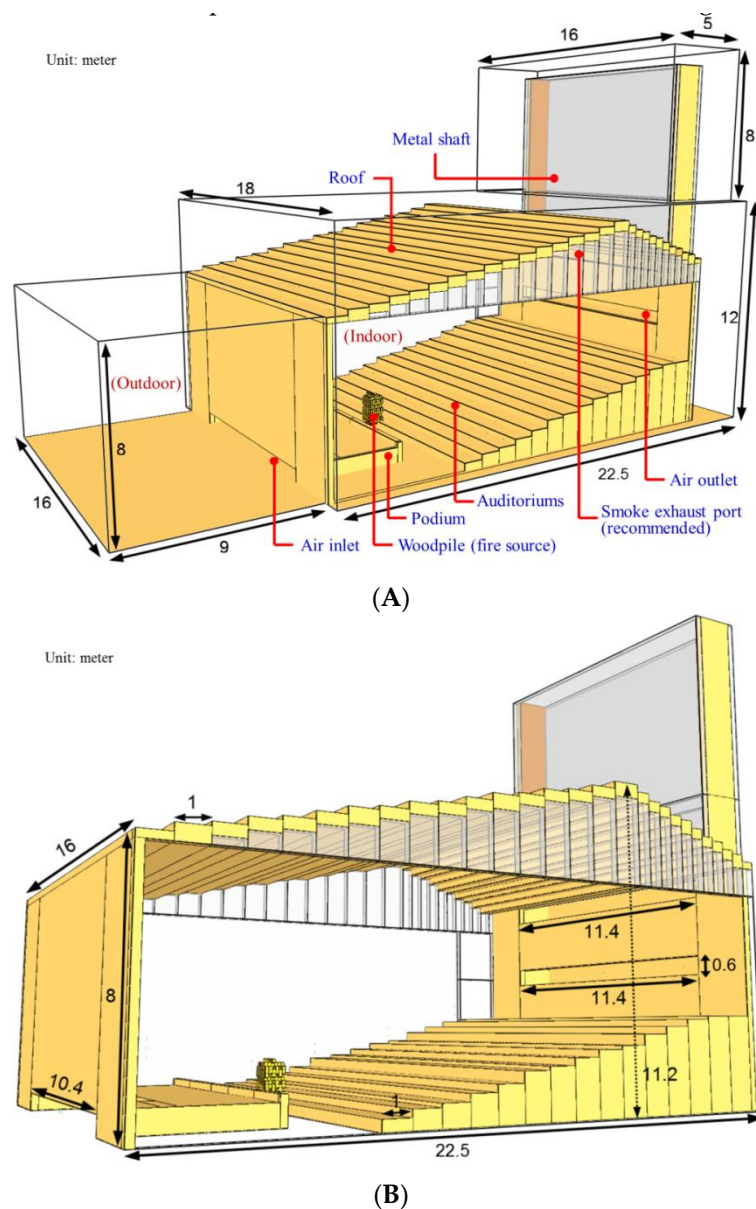 Unit: meter
16
5
Metal shaft
8
Roof
18
12
(Indoor)
(Outdoor)
8
22.5
16
9
Air outlet
Auditoriums
Smoke exhaust port
(recommended)
Podium
Air inlet
Woodpile (fire source)
(A)
Unit: meter
1
16
11.4
0.6
8
11.4
10.4
1
11.2
22.5
(B)